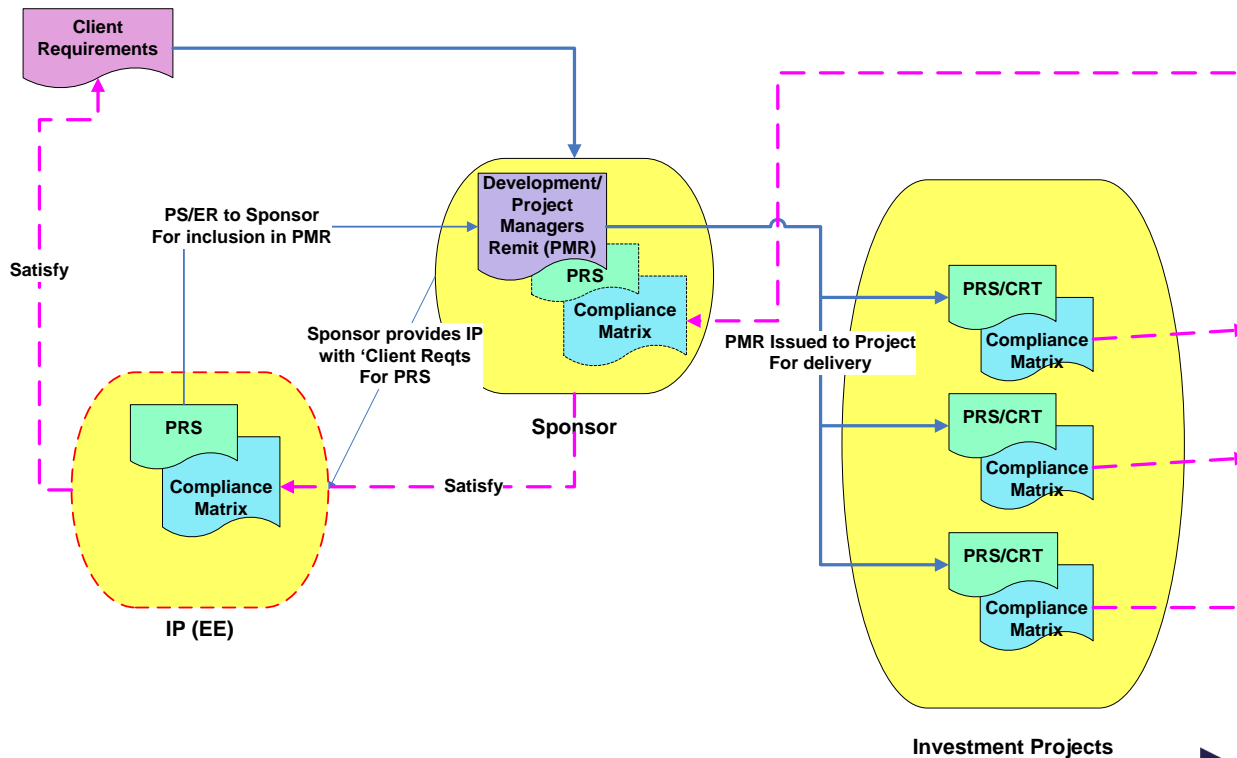 Client
Requirements
Development/
Project
Managers
Remit (PMR)
PRS
Compliance
Matrix
Sponsor
PS/ER to Sponsor
For inclusion in PMR
Satisfy
Sponsor provides IP
with ‘Client Reqts
For PRS
PRS
Compliance
Matrix
IP (EE)
Satisfy
PMR Issued to Project
For delivery
PRS/CRT
Compliance
Matrix
PRS/CRT
Compliance
Matrix
PRS/CRT
Compliance
Matrix
Investment Projects